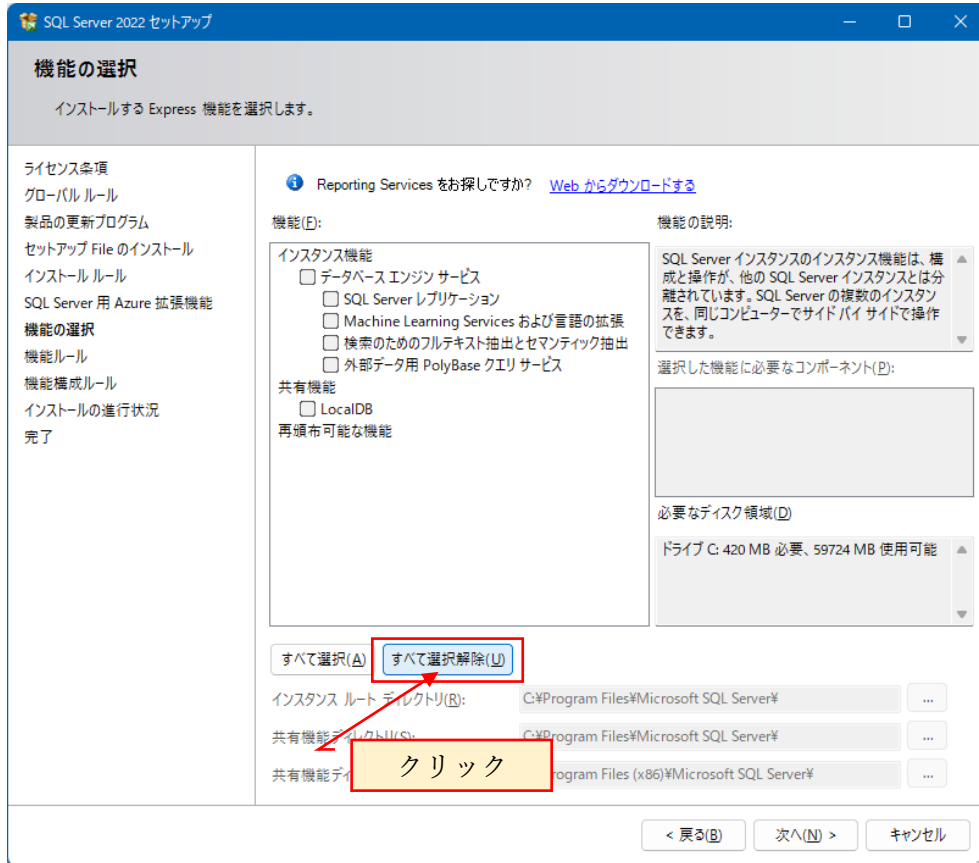 SQL Server 2022 セットアップ
機能の選択
インストールする Express 機能を選択します。
ライセンス条項
グローバル ルール
製品の更新プログラム
セットアップ File のインストール
インストール ルール
SQL Server 用 Azure 拡張機能
機能の選択
機能ルール
機能構成ルール
インストールの進行状況
完了
Reporting Services をお探しですか? Web からダウンロードする
機能(F):
インスタンス機能
データベース エンジン サービス
SQL Server レプリケーション
Machine Learning Services および言語の拡張
検索のためのフルテキスト抽出とセマンティック抽出
外部データ用 PolyBase クエリ サービス
共有機能
LocalDB
再頒布可能な機能
機能の説明:
SQL Server インスタンスのインスタンス機能は、構
成と操作が、他の SQL Server インスタンスとは分
離されています。SQL Server の複数のインスタン
スを、同じコンピューターでサイド バイ サイドで操作
できます。
選択した機能に必要なコンポーネント(P):
必要なディスク領域(D)
ドライブ C: 420 MB 必要、59724 MB 使用可能
すべて選択(A) すべて選択解除(U)
インスタンス ルート ディレクトリ(R): C:¥Program Files¥Microsoft SQL Server¥ ...
共有機能ディレクトリ(S): C:¥Program Files¥Microsoft SQL Server¥ ...
クリック
共有機能ディ rogram Files (x86)¥Microsoft SQL Server¥ ...
< 戻る(B) 次へ(N) > キャンセル